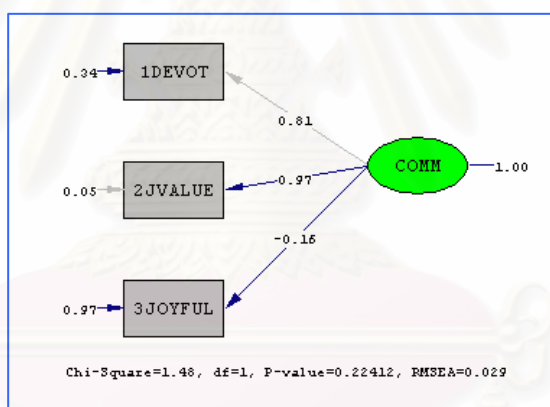 0.34
1DEVOT
0.81
COMM
1.00
0.05
2JVALUE
0.97
-0.16
0.97
3JOYFUL
Chi-Square=1.48, df=1, P-value=0.22412, RMSEA=0.029